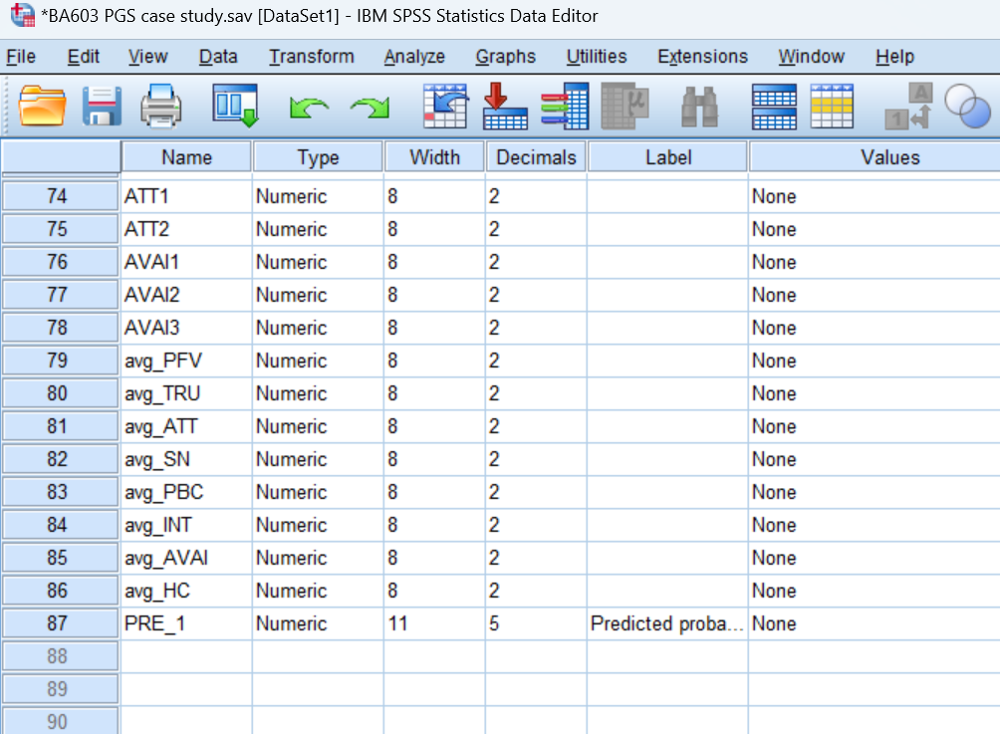 *BA603 PGS case study.sav [DataSet1] - IBM SPSS Statistics Data Editor
File Edit View Data Transform Analyze Graphs Utilities Extensions Window Help
Name Type Width Decimals Label Values
74 ATT1 Numeric 8 2 None
75 ATT2 Numeric 8 2 None
76 AVAI1 Numeric 8 2 None
77 AVAI2 Numeric 8 2 None
78 AVAI3 Numeric 8 2 None
79 avg_PFV Numeric 8 2 None
80 avg_TRU Numeric 8 2 None
81 avg_ATT Numeric 8 2 None
82 avg_SN Numeric 8 2 None
83 avg_PBC Numeric 8 2 None
84 avg_INT Numeric 8 2 None
85 avg_AVAI Numeric 8 2 None
86 avg_HC Numeric 8 2 None
87 PRE_1 Numeric 11 5 Predicted proba... None
88
89
90